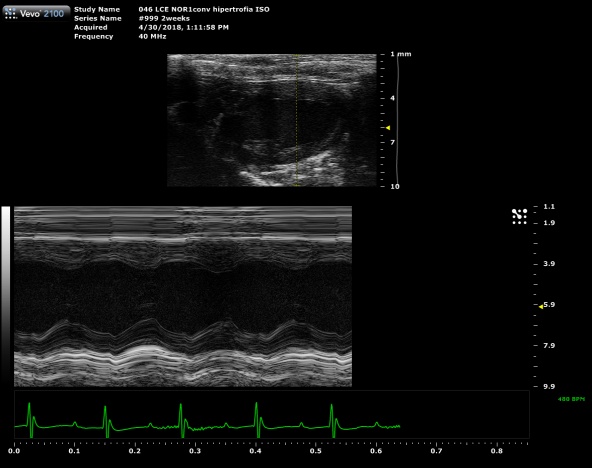 Vevo 2100
Study Name 046 LCE NOR1conv hipertrofia ISO
Series Name #999 2weeks
Acquired 4/30/2018, 1:11:58 PM
Frequency 40 MHz
1 mm
4
7
10
1.1
1.9
3.9
5.9
7.9
9.9
480 BPM
0.0 0.1 0.2 0.3 0.4 0.5 0.6 0.7 0.8